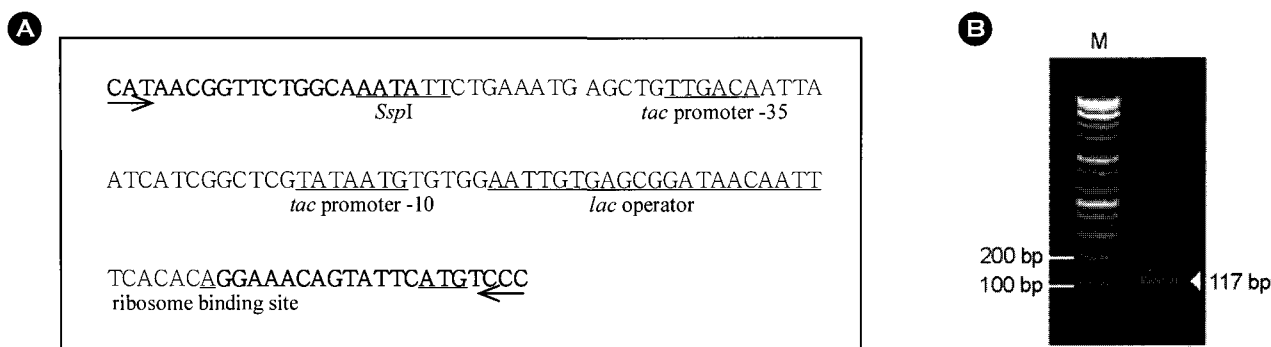 A
CATAACGGTTCTGGCAAATATTCTGAAATG AGCTGTTGACAATTA
SspI tac promoter -35
ATCATCGGCTCGTATAATGTGTGGAATTGTGAGCGGATAACAATT
tac promoter -10 lac operator
TCACACAGGAAACAGTATTCATGTCCC
ribosome binding site
B
M
200 bp
100 bp
117 bp